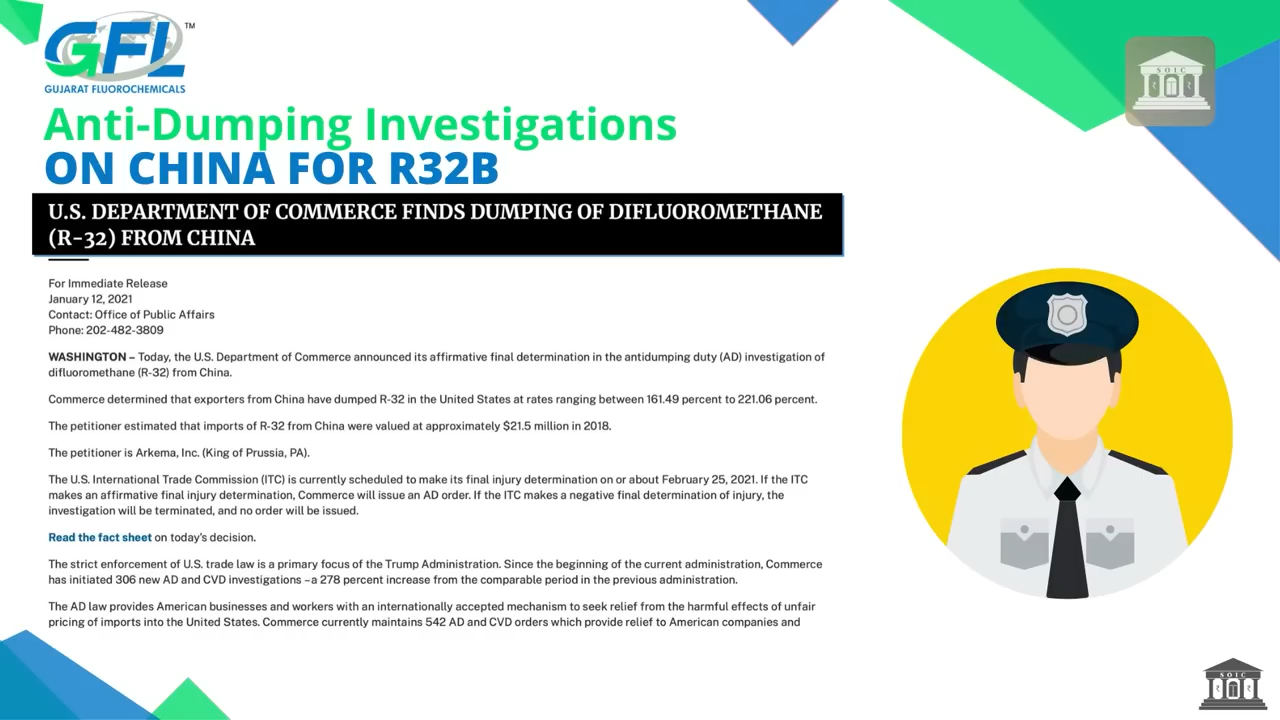 GFL™
GUJARAT FLUOROCHEMICALS
SOIC
Anti-Dumping Investigations
ON CHINA FOR R32B
U.S. DEPARTMENT OF COMMERCE FINDS DUMPING OF DIFLUOROMETHANE
(R-32) FROM CHINA
For Immediate Release
January 12, 2021
Contact: Office of Public Affairs
Phone: 202-482-3809
WASHINGTON – Today, the U.S. Department of Commerce announced its affirmative final determination in the antidumping duty (AD) investigation of
difluoromethane (R-32) from China.
Commerce determined that exporters from China have dumped R-32 in the United States at rates ranging between 161.49 percent to 221.06 percent.
The petitioner estimated that imports of R-32 from China were valued at approximately $21.5 million in 2018.
The petitioner is Arkema, Inc. (King of Prussia, PA).
The U.S. International Trade Commission (ITC) is currently scheduled to make its final injury determination on or about February 25, 2021. If the ITC
makes an affirmative final injury determination, Commerce will issue an AD order. If the ITC makes a negative final determination of injury, the
investigation will be terminated, and no order will be issued.
Read the fact sheet on today's decision.
The strict enforcement of U.S. trade law is a primary focus of the Trump Administration. Since the beginning of the current administration, Commerce
has initiated 306 new AD and CVD investigations – a 278 percent increase from the comparable period in the previous administration.
The AD law provides American businesses and workers with an internationally accepted mechanism to seek relief from the harmful effects of unfair
pricing of imports into the United States. Commerce currently maintains 542 AD and CVD orders which provide relief to American companies and
SOIC